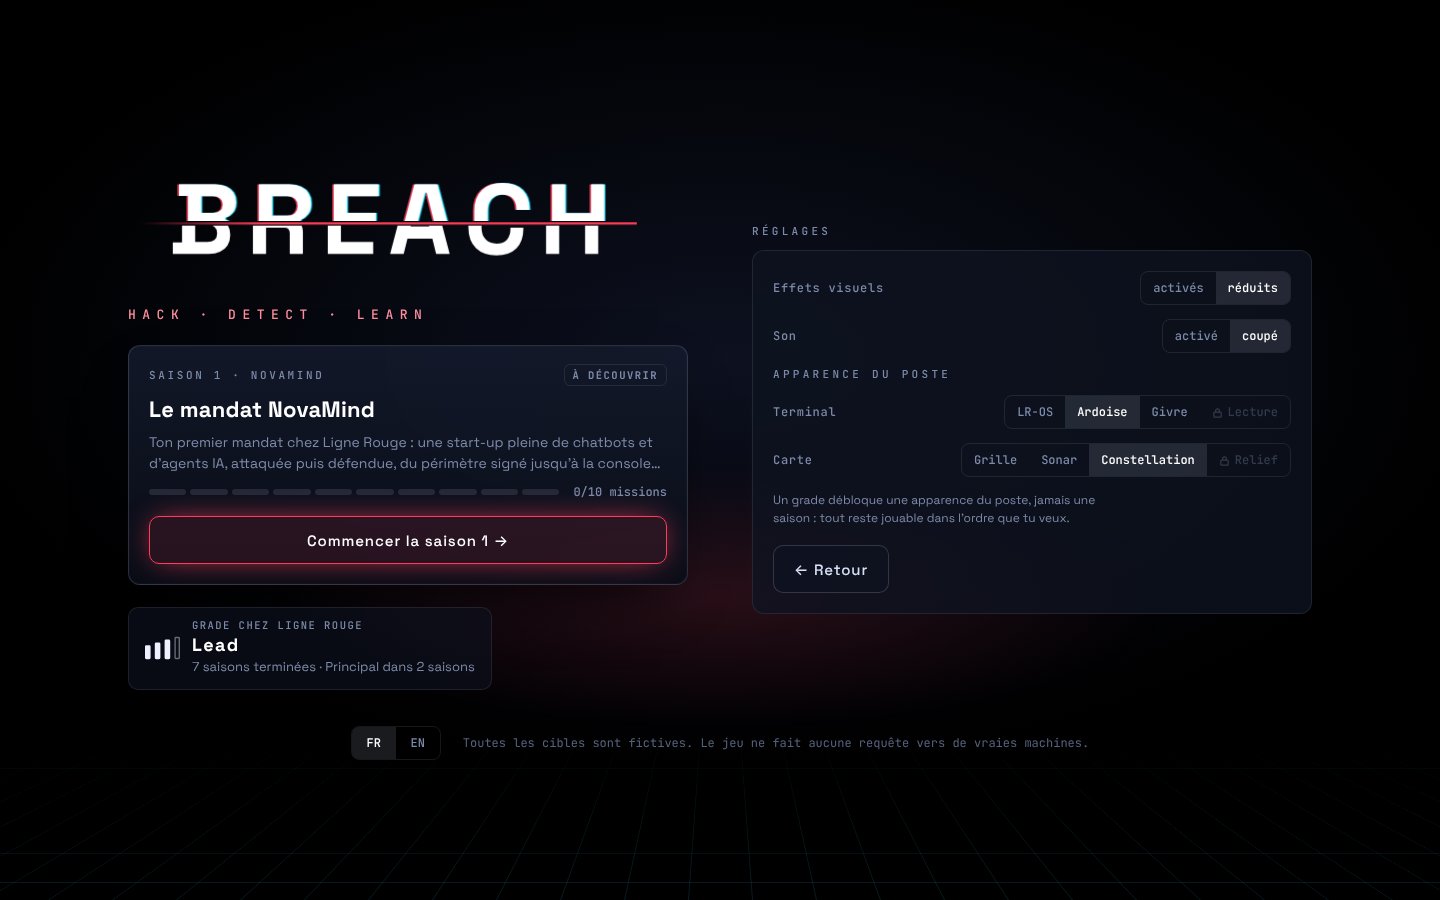 BREACH
HACK · DETECT · LEARN
SAISON 1 · NOVAMIND
À DÉCOUVRIR
Le mandat NovaMind
Ton premier mandat chez Ligne Rouge : une start-up pleine de chatbots et
d'agents IA, attaquée puis défendue, du périmètre signé jusqu'à la console…
0/10 missions
Commencer la saison 1 →
GRADE CHEZ LIGNE ROUGE
Lead
7 saisons terminées · Principal dans 2 saisons
RÉGLAGES
Effets visuels
activés réduits
Son
activé coupé
APPARENCE DU POSTE
Terminal
LR-OS Ardoise Givre Lecture
Carte
Grille Sonar Constellation Relief
Un grade débloque une apparence du poste, jamais une
saison : tout reste jouable dans l'ordre que tu veux.
← Retour
FR EN
Toutes les cibles sont fictives. Le jeu ne fait aucune requête vers de vraies machines.